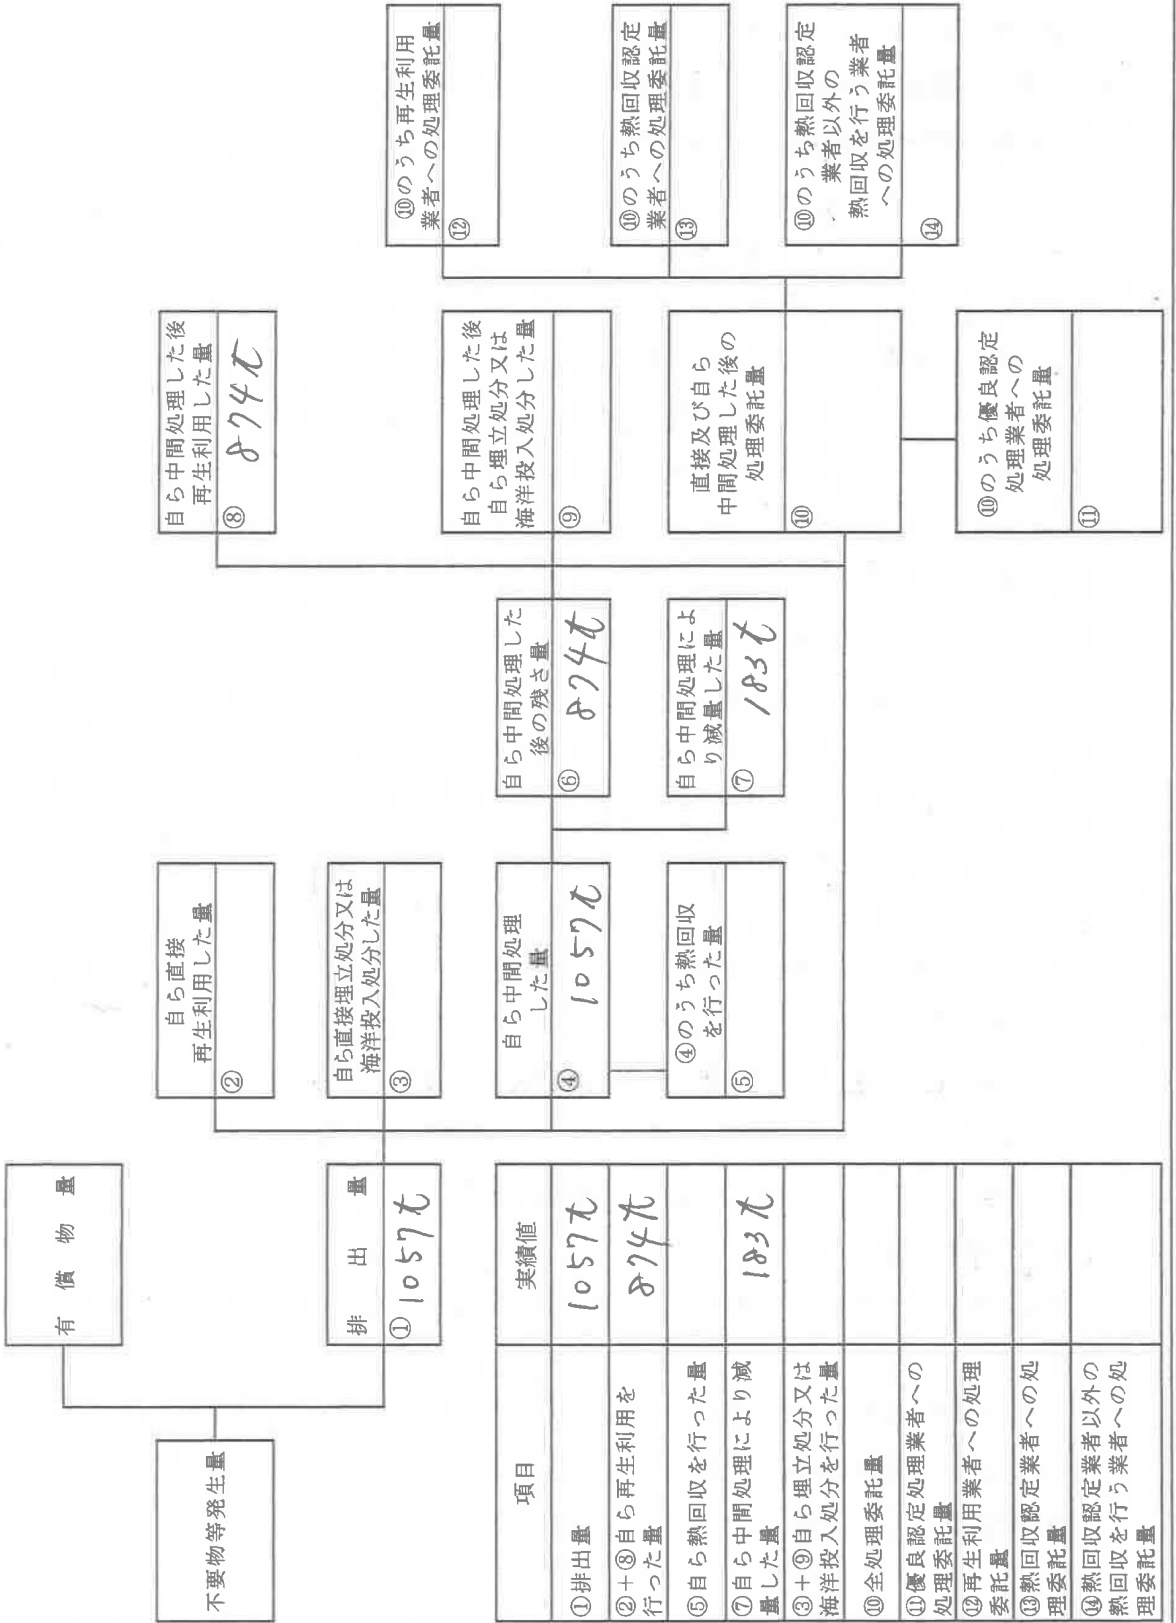 有償物量
不要物等発生量
排出量
① 1057t
自ら直接
再生利用した量
②
自ら直接埋立処分又は
海洋投入処分した量
③
自ら中間処理
した量
④ 1057t
④のうち熱回収
を行った量
⑤
自ら中間処理した
後の残さ量
⑥ 874t
自ら中間処理によ
り減量した量
⑦ 183t
自ら中間処理した後
再生利用した量
⑧ 874t
自ら中間処理した後
自ら埋立処分又は
海洋投入処分した量
⑨
直接及び自ら
中間処理した後の
処理委託量
⑩
⑩のうち優良認定
処理業者への
処理委託量
⑪
⑩のうち再生利用
業者への処理委託量
⑫
⑩のうち熱回収認定
業者への処理委託量
⑬
⑩のうち熱回収認定
業者以外の
熱回収を行う業者
への処理委託量
⑭
項目 実績値
①排出量 1057t
②+⑧自ら再生利用を
行った量 874t
⑤自ら熱回収を行った量
⑦自ら中間処理により減
量した量 183t
③+⑨自ら埋立処分又は
海洋投入処分を行った量
⑩全処理委託量
⑪優良認定処理業者への
処理委託量
⑫再生利用業者への処理
委託量
⑬熱回収認定業者への処
理委託量
⑭熱回収認定業者以外の
熱回収を行う業者への処
理委託量